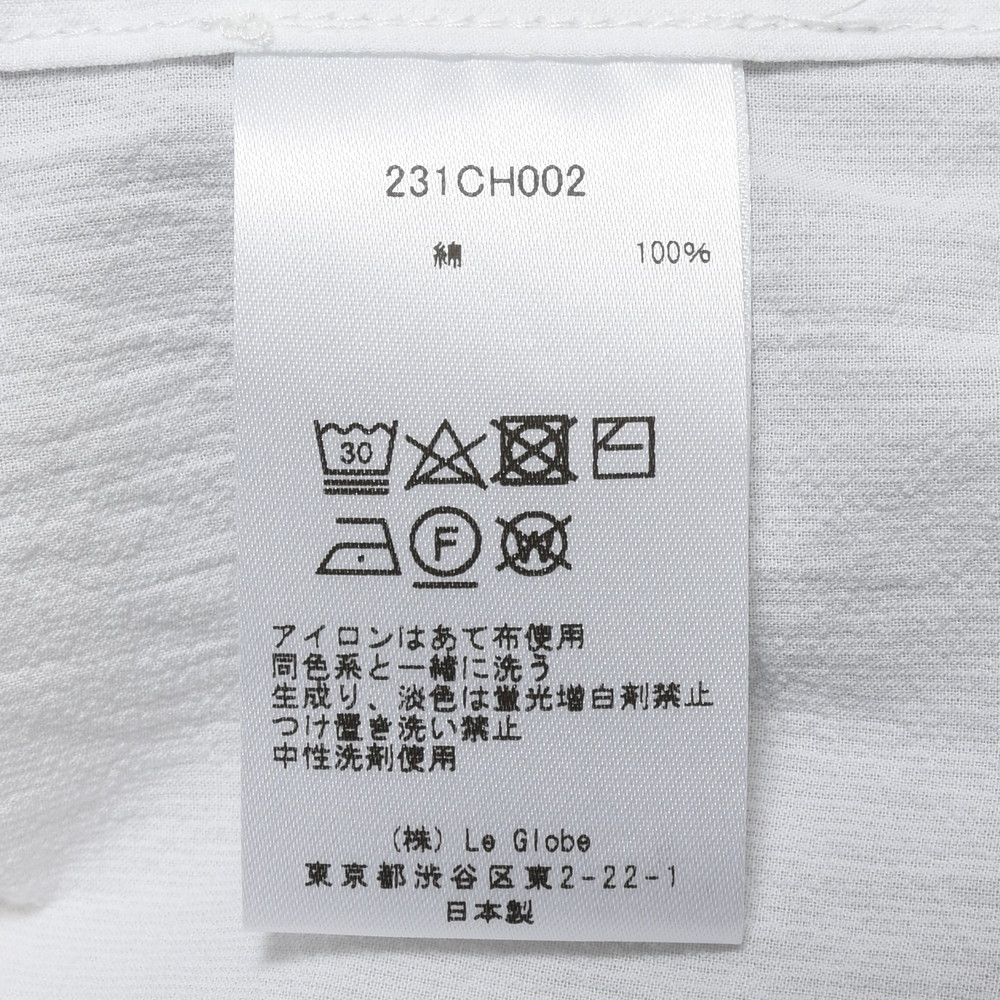 231CH002
綿 100%
30
F W
アイロンはあて布使用
同色系と一緒に洗う
生成り、淡色は蛍光増白剤禁止
つけ置き洗い禁止
中性洗剤使用
(株) Le Globe
東京都渋谷区東2-22-1
日本製